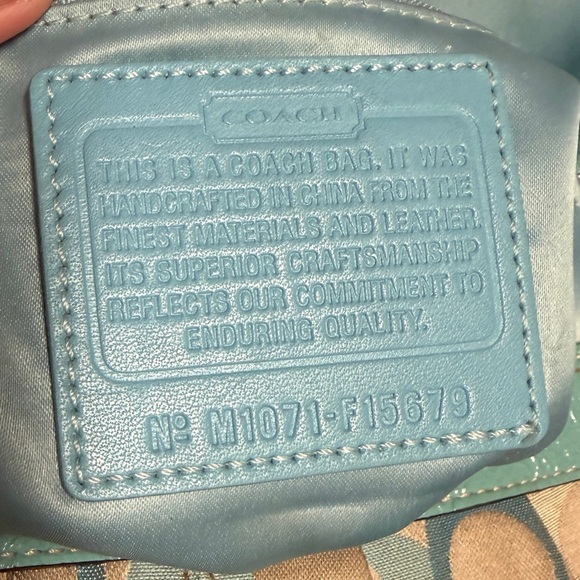 COACH
THIS IS A COACH BAG. IT WAS
HANDCRAFTED IN CHINA FROM THE
FINEST MATERIALS AND LEATHER.
ITS SUPERIOR CRAFTSMANSHIP
REFLECTS OUR COMMITMENT TO
ENDURING QUALITY.
Nº M1071-F15679